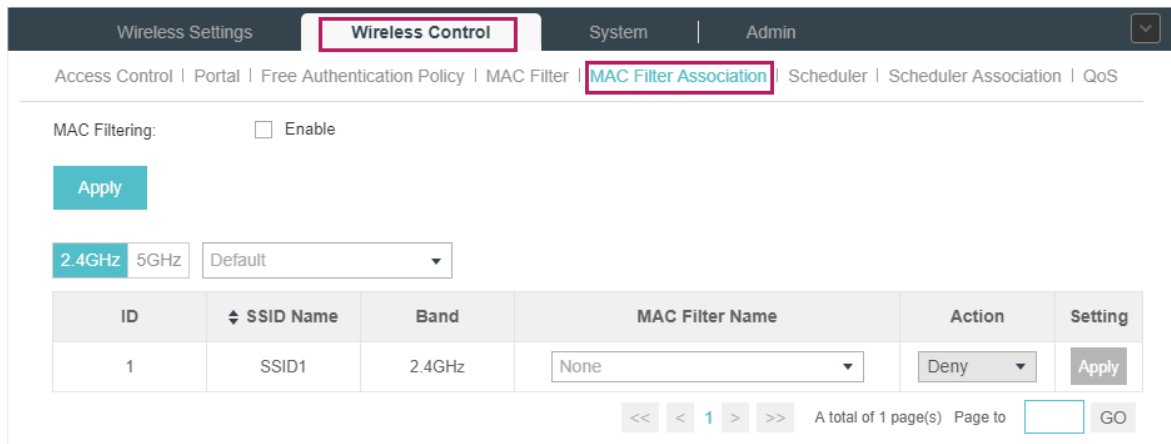 Wireless Settings Wireless Control System | Admin
Access Control | Portal | Free Authentication Policy | MAC Filter | MAC Filter Association | Scheduler | Scheduler Association | QoS
MAC Filtering: Enable
Apply
2.4GHz 5GHz Default
ID SSID Name Band MAC Filter Name Action Setting
1 SSID1 2.4GHz None Deny Apply
<< < 1 > >> A total of 1 page(s) Page to GO